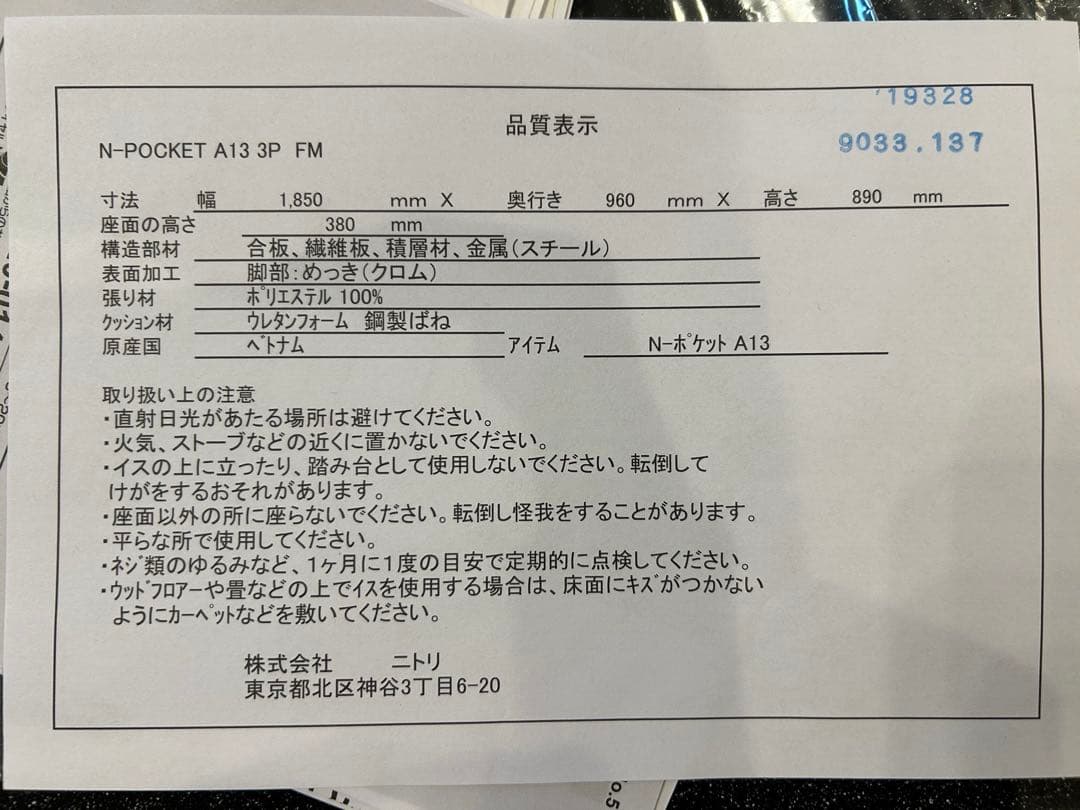 '19328
品質表示
9033.137
N-POCKET A13 3P FM
寸法 幅 1,850 mm X 奥行き 960 mm X 高さ 890 mm
座面の高さ 380 mm
構造部材 合板、繊維板、積層材、金属(スチール)
表面加工 脚部:めっき(クロム)
張り材 ポリエステル 100%
クッション材 ウレタンフォーム 鋼製ばね
原産国 ベトナム アイテム N-ポケット A13
取り扱い上の注意
・直射日光があたる場所は避けてください。
・火気、ストーブなどの近くに置かないでください。
・イスの上に立ったり、踏み台として使用しないでください。転倒して
けがをするおそれがあります。
・座面以外の所に座らないでください。転倒し怪我をすることがあります。
・平らな所で使用してください。
・ネジ類のゆるみなど、1ヶ月に1度の目安で定期的に点検してください。
・ウッドフロアーや畳などの上でイスを使用する場合は、床面にキズがつかない
ようにカーペットなどを敷いてください。
株式会社 ニトリ
東京都北区神谷3丁目6-20